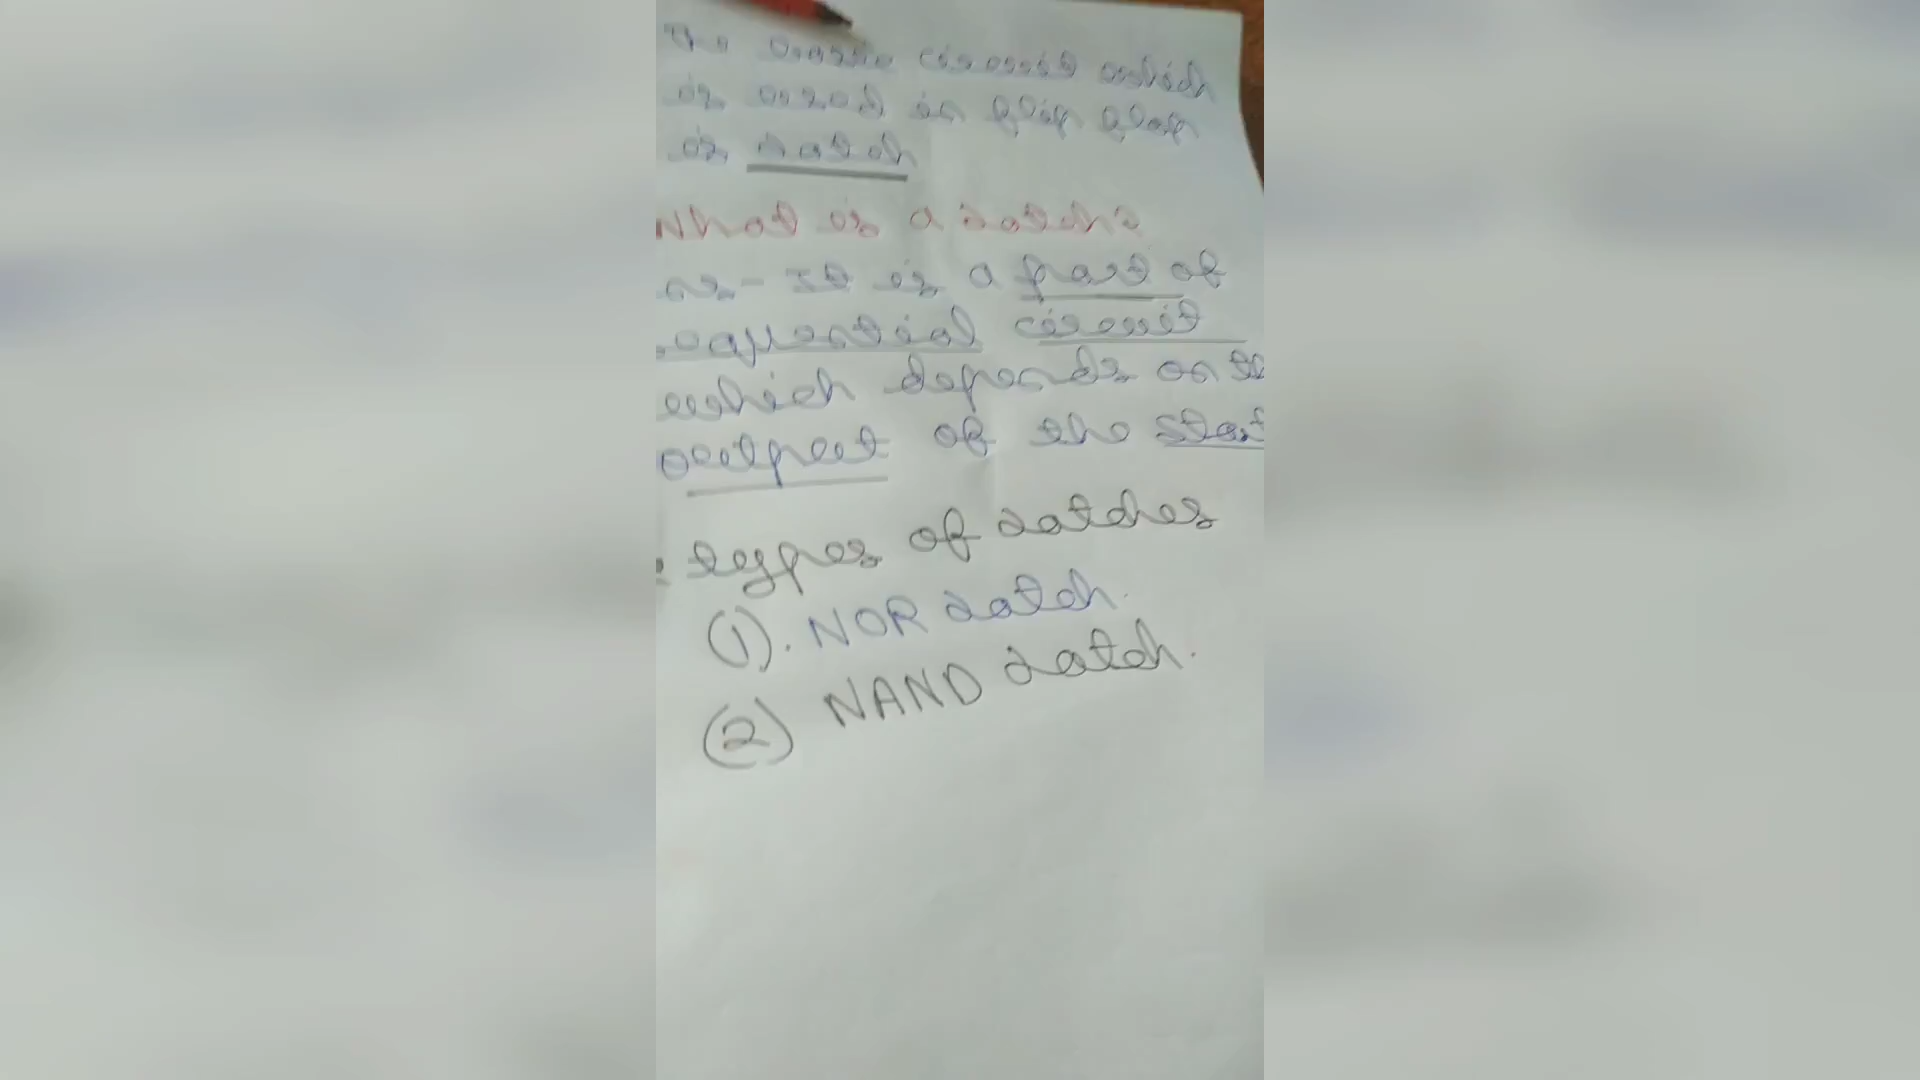 The basic circuit which
is used in flip flop
is Latch
What is a Latch?
Ans- It is a part of
sequential circuit
which depends on the
output of the stat
types of Latches
(1). NOR Latch.
(2) NAND Latch.